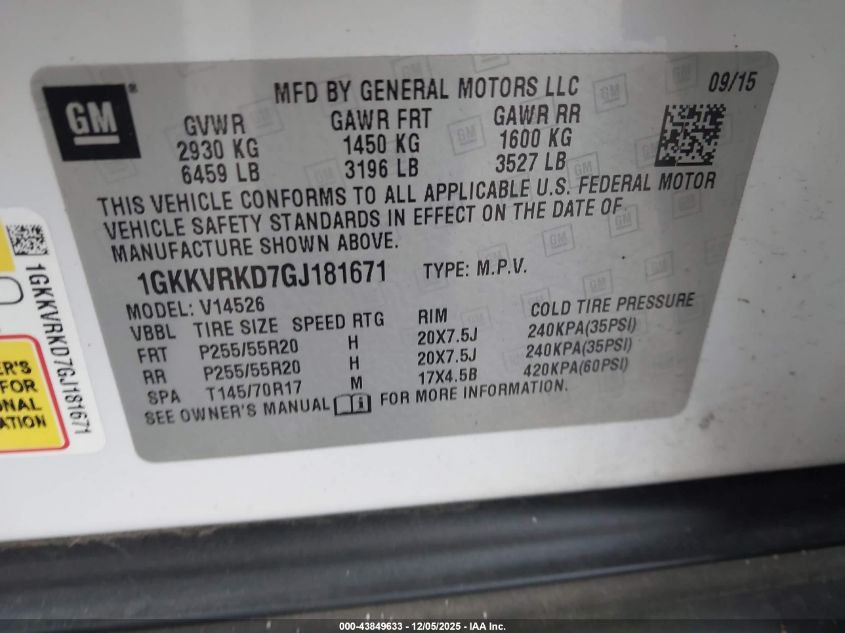 GM ®
MFD BY GENERAL MOTORS LLC 09/15
GVWR GAWR FRT GAWR RR
2930 KG 1450 KG 1600 KG
6459 LB 3196 LB 3527 LB
THIS VEHICLE CONFORMS TO ALL APPLICABLE U.S. FEDERAL MOTOR
VEHICLE SAFETY STANDARDS IN EFFECT ON THE DATE OF
MANUFACTURE SHOWN ABOVE.
1GKKVRKD7GJ181671 TYPE: M.P.V.
MODEL: V14526
VBBL TIRE SIZE SPEED RTG RIM COLD TIRE PRESSURE
FRT P255/55R20 H 20X7.5J 240KPA(35PSI)
RR P255/55R20 H 20X7.5J 240KPA(35PSI)
SPA T145/70R17 M 17X4.5B 420KPA(60PSI)
SEE OWNER'S MANUAL i FOR MORE INFORMATION.
1GKKVRKD7GJ181671
FOR
000-43849633 - 12/05/2025 - IAA Inc.